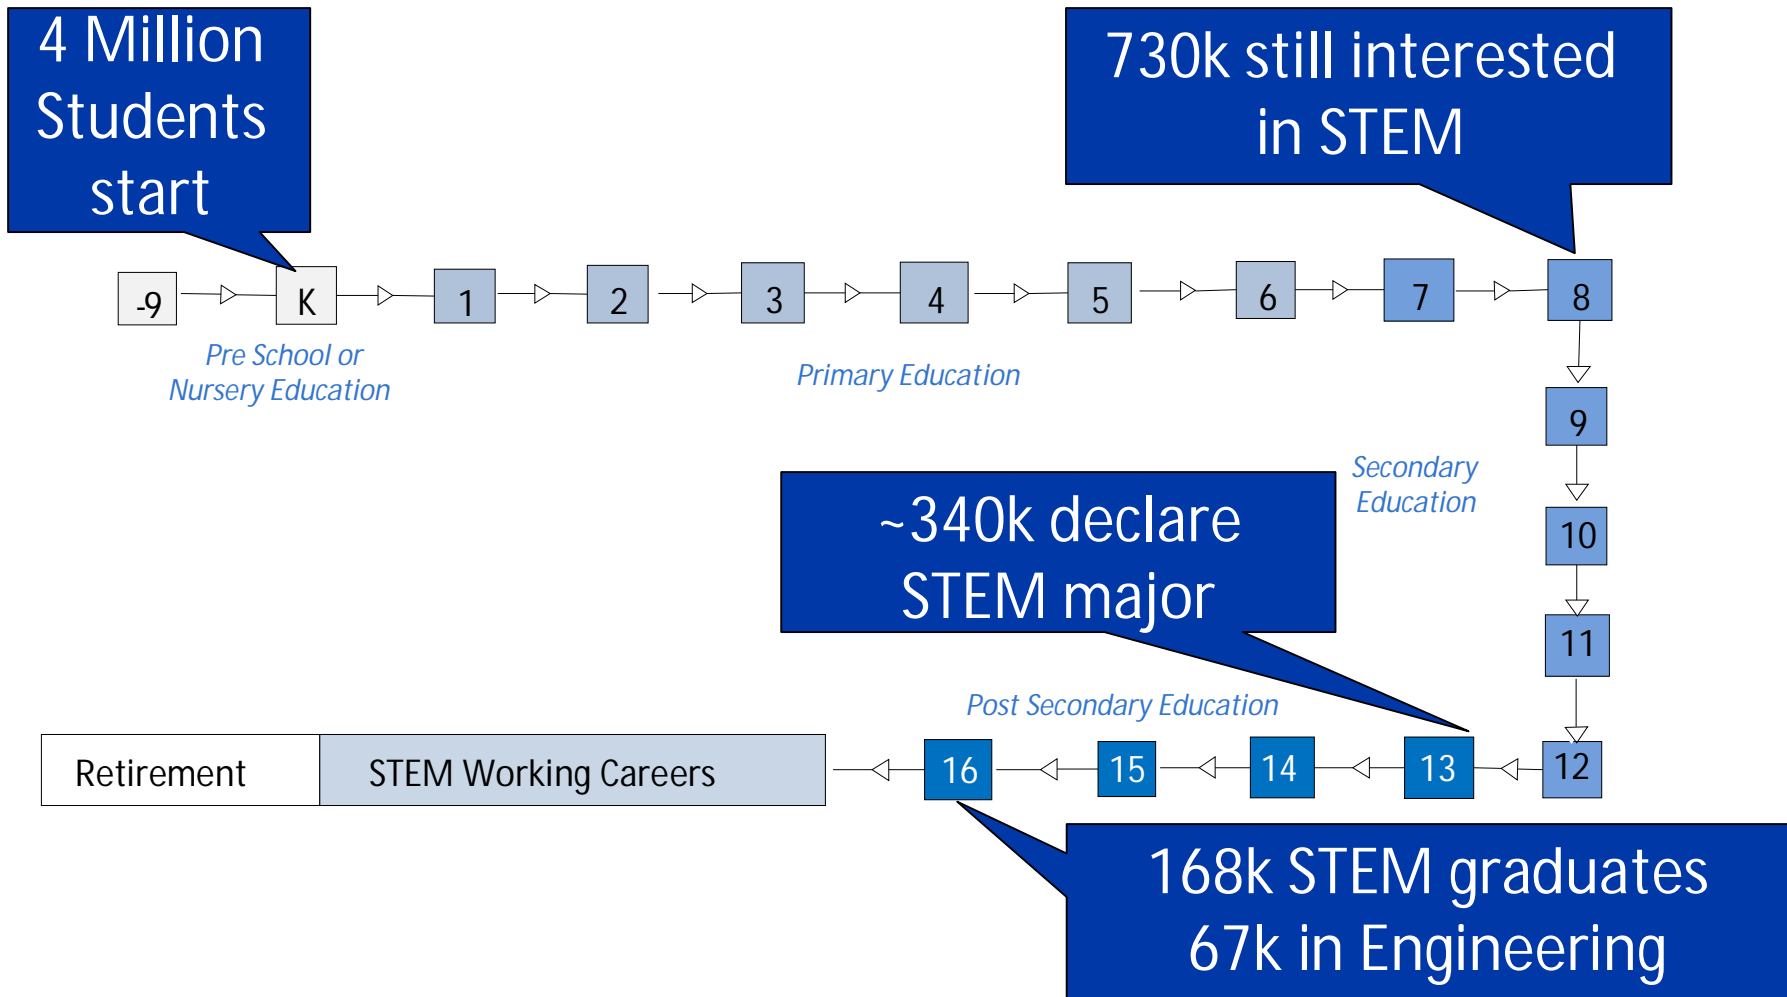 4 Million
Students
start
730k still interested
in STEM
-9
K
1
2
3
4
5
6
7
8
Pre School or
Nursery Education
Primary Education
9
Secondary
Education
10
~340k declare
STEM major
11
Post Secondary Education
Retirement
STEM Working Careers
16
15
14
13
12
168k STEM graduates
67k in Engineering